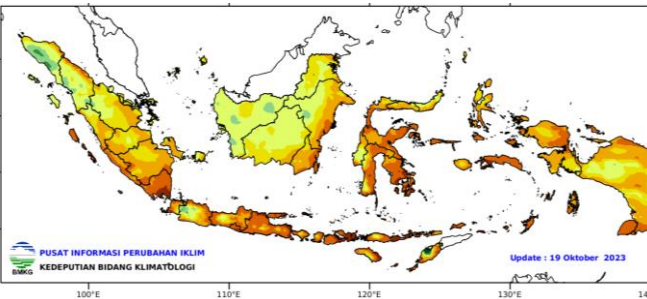 PUSAT INFORMASI PERUBAHAN IKLIM
KEDEPUTIAN BIDANG KLIMATOLOGI
BMKG
Update : 19 Oktober 2023
100°E 110°E 120°E 130°E